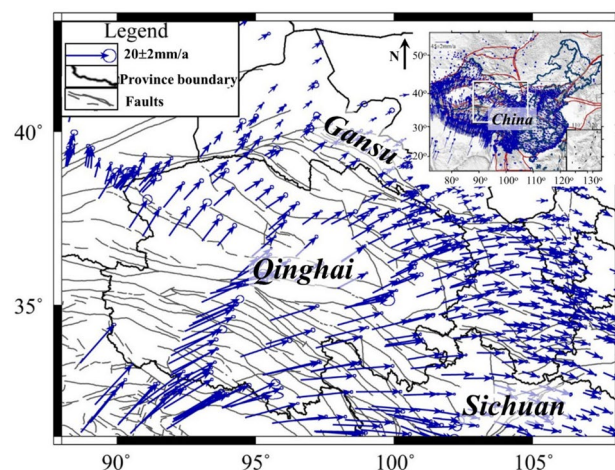 Legend
20±2mm/a
Province boundary
Faults
N
50°
40°
30°
20°
China
80° 90° 100° 110° 120° 130°
40°
35°
Gansu
Qinghai
Sichuan
90° 95° 100° 105°